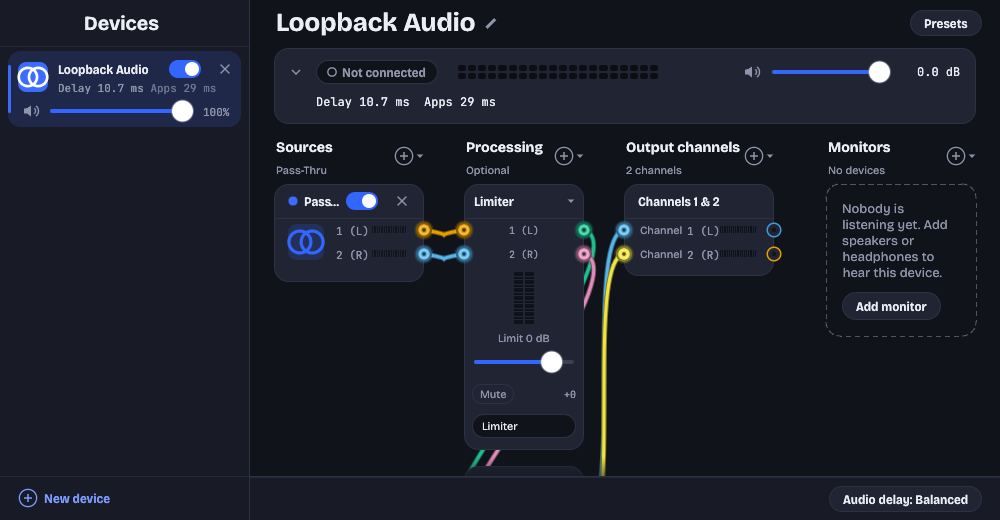 Devices
Loopback Audio
Delay 10.7 ms Apps 29 ms
100%
New device
Loopback Audio
Presets
Not connected
0.0 dB
Delay 10.7 ms Apps 29 ms
Sources
Pass-Thru
Pass...
1 (L)
2 (R)
Processing
Optional
Limiter
1 (L)
2 (R)
Limit 0 dB
Mute
+0
Limiter
Output channels
2 channels
Channels 1 & 2
Channel 1 (L)
Channel 2 (R)
Monitors
No devices
Nobody is
listening yet. Add
speakers or
headphones to
hear this device.
Add monitor
Audio delay: Balanced